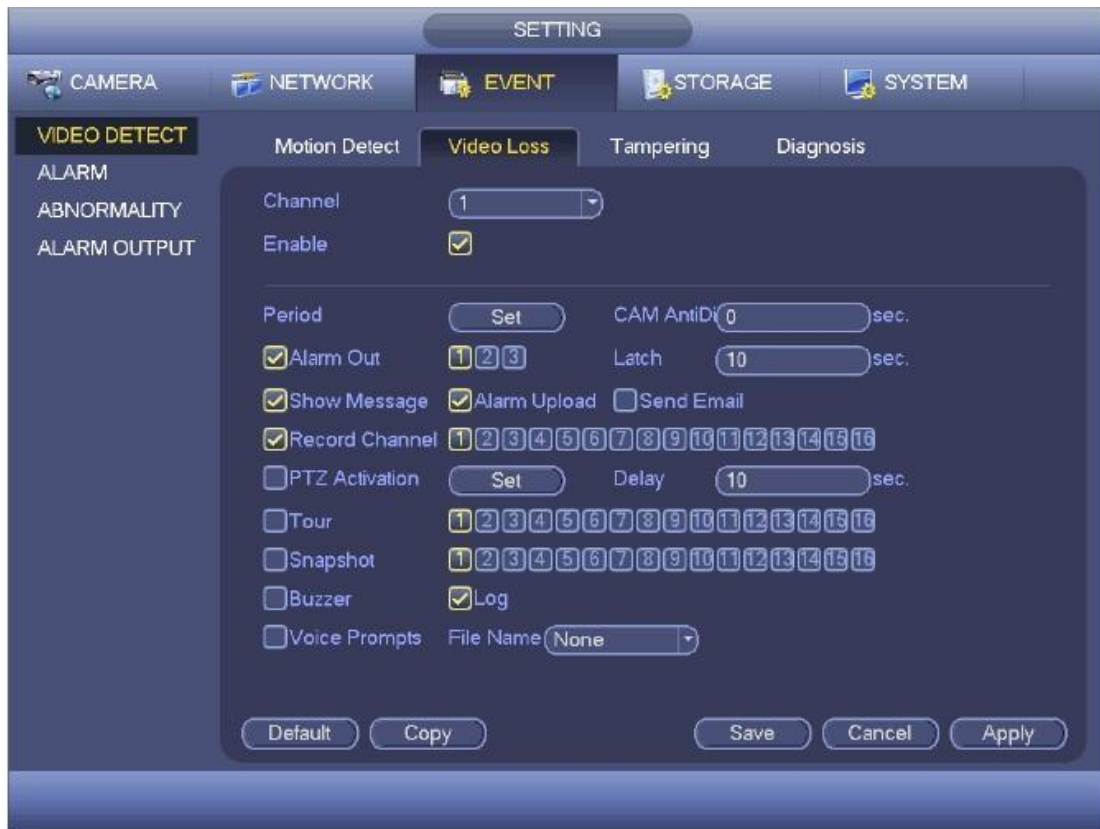 SETTING
CAMERA NETWORK EVENT STORAGE SYSTEM
VIDEO DETECT
ALARM
ABNORMALITY
ALARM OUTPUT
Motion Detect Video Loss Tampering Diagnosis
Channel 1
Enable
Period Set CAM AntiDi 0 sec.
Alarm Out 1 2 3 Latch 10 sec.
Show Message Alarm Upload Send Email
Record Channel 1 2 3 4 5 6 7 8 9 10 11 12 13 14 15 16
PTZ Activation Set Delay 10 sec.
Tour 1 2 3 4 5 6 7 8 9 10 11 12 13 14 15 16
Snapshot 1 2 3 4 5 6 7 8 9 10 11 12 13 14 15 16
Buzzer Log
Voice Prompts File Name None
Default Copy Save Cancel Apply